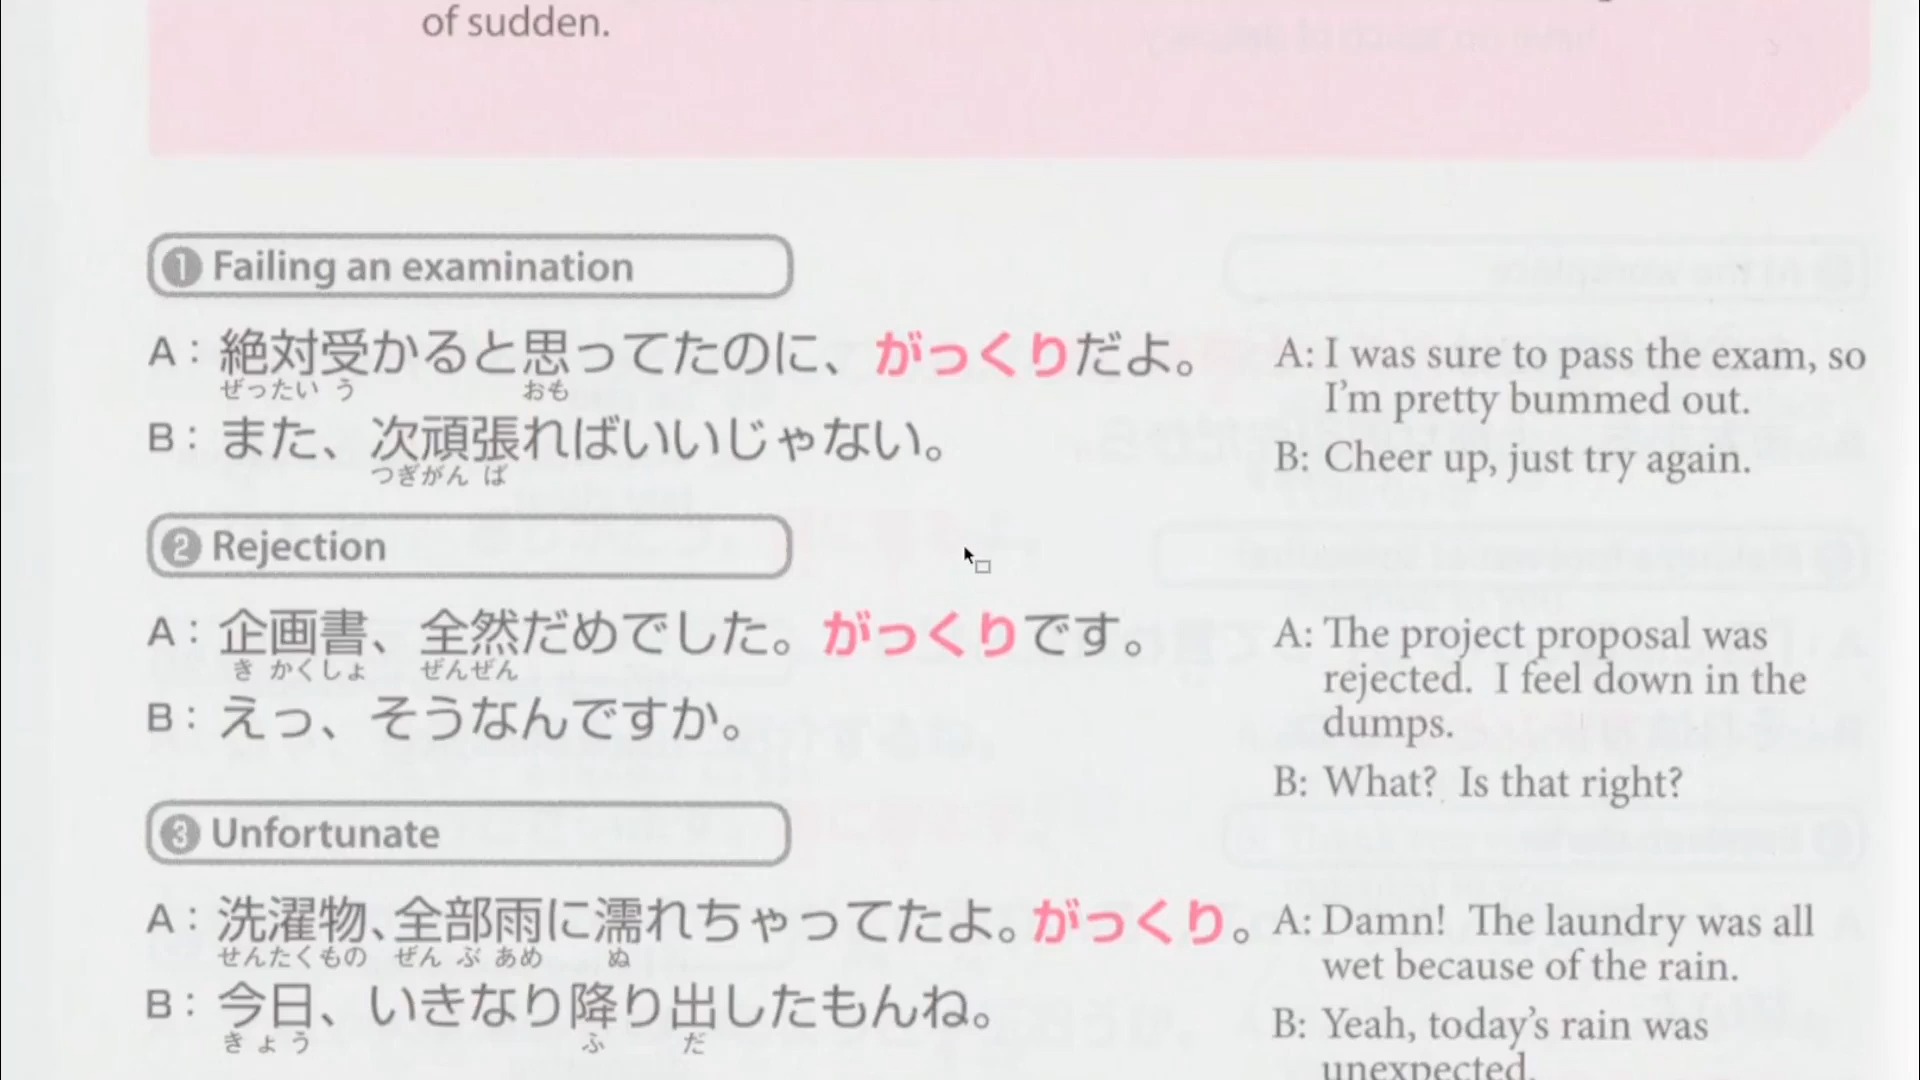 of sudden.
❶ Failing an examination
A：絶対受かると思ってたのに、がっくりだよ。
ぜったい う おも
B：また、次頑張ればいいじゃない。
つぎがん ば
A: I was sure to pass the exam, so
I'm pretty bummed out.
B: Cheer up, just try again.
❷ Rejection
A：企画書、全然だめでした。がっくりです。
き かくしょ ぜんぜん
B：えっ、そうなんですか。
A: The project proposal was
rejected. I feel down in the
dumps.
B: What? Is that right?
❸ Unfortunate
A：洗濯物、全部雨に濡れちゃってたよ。がっくり。
せんたくもの ぜん ぶ あめ ぬ
B：今日、いきなり降り出したもんね。
きょう ふ だ
A: Damn! The laundry was all
wet because of the rain.
B: Yeah, today's rain was
unexpected.